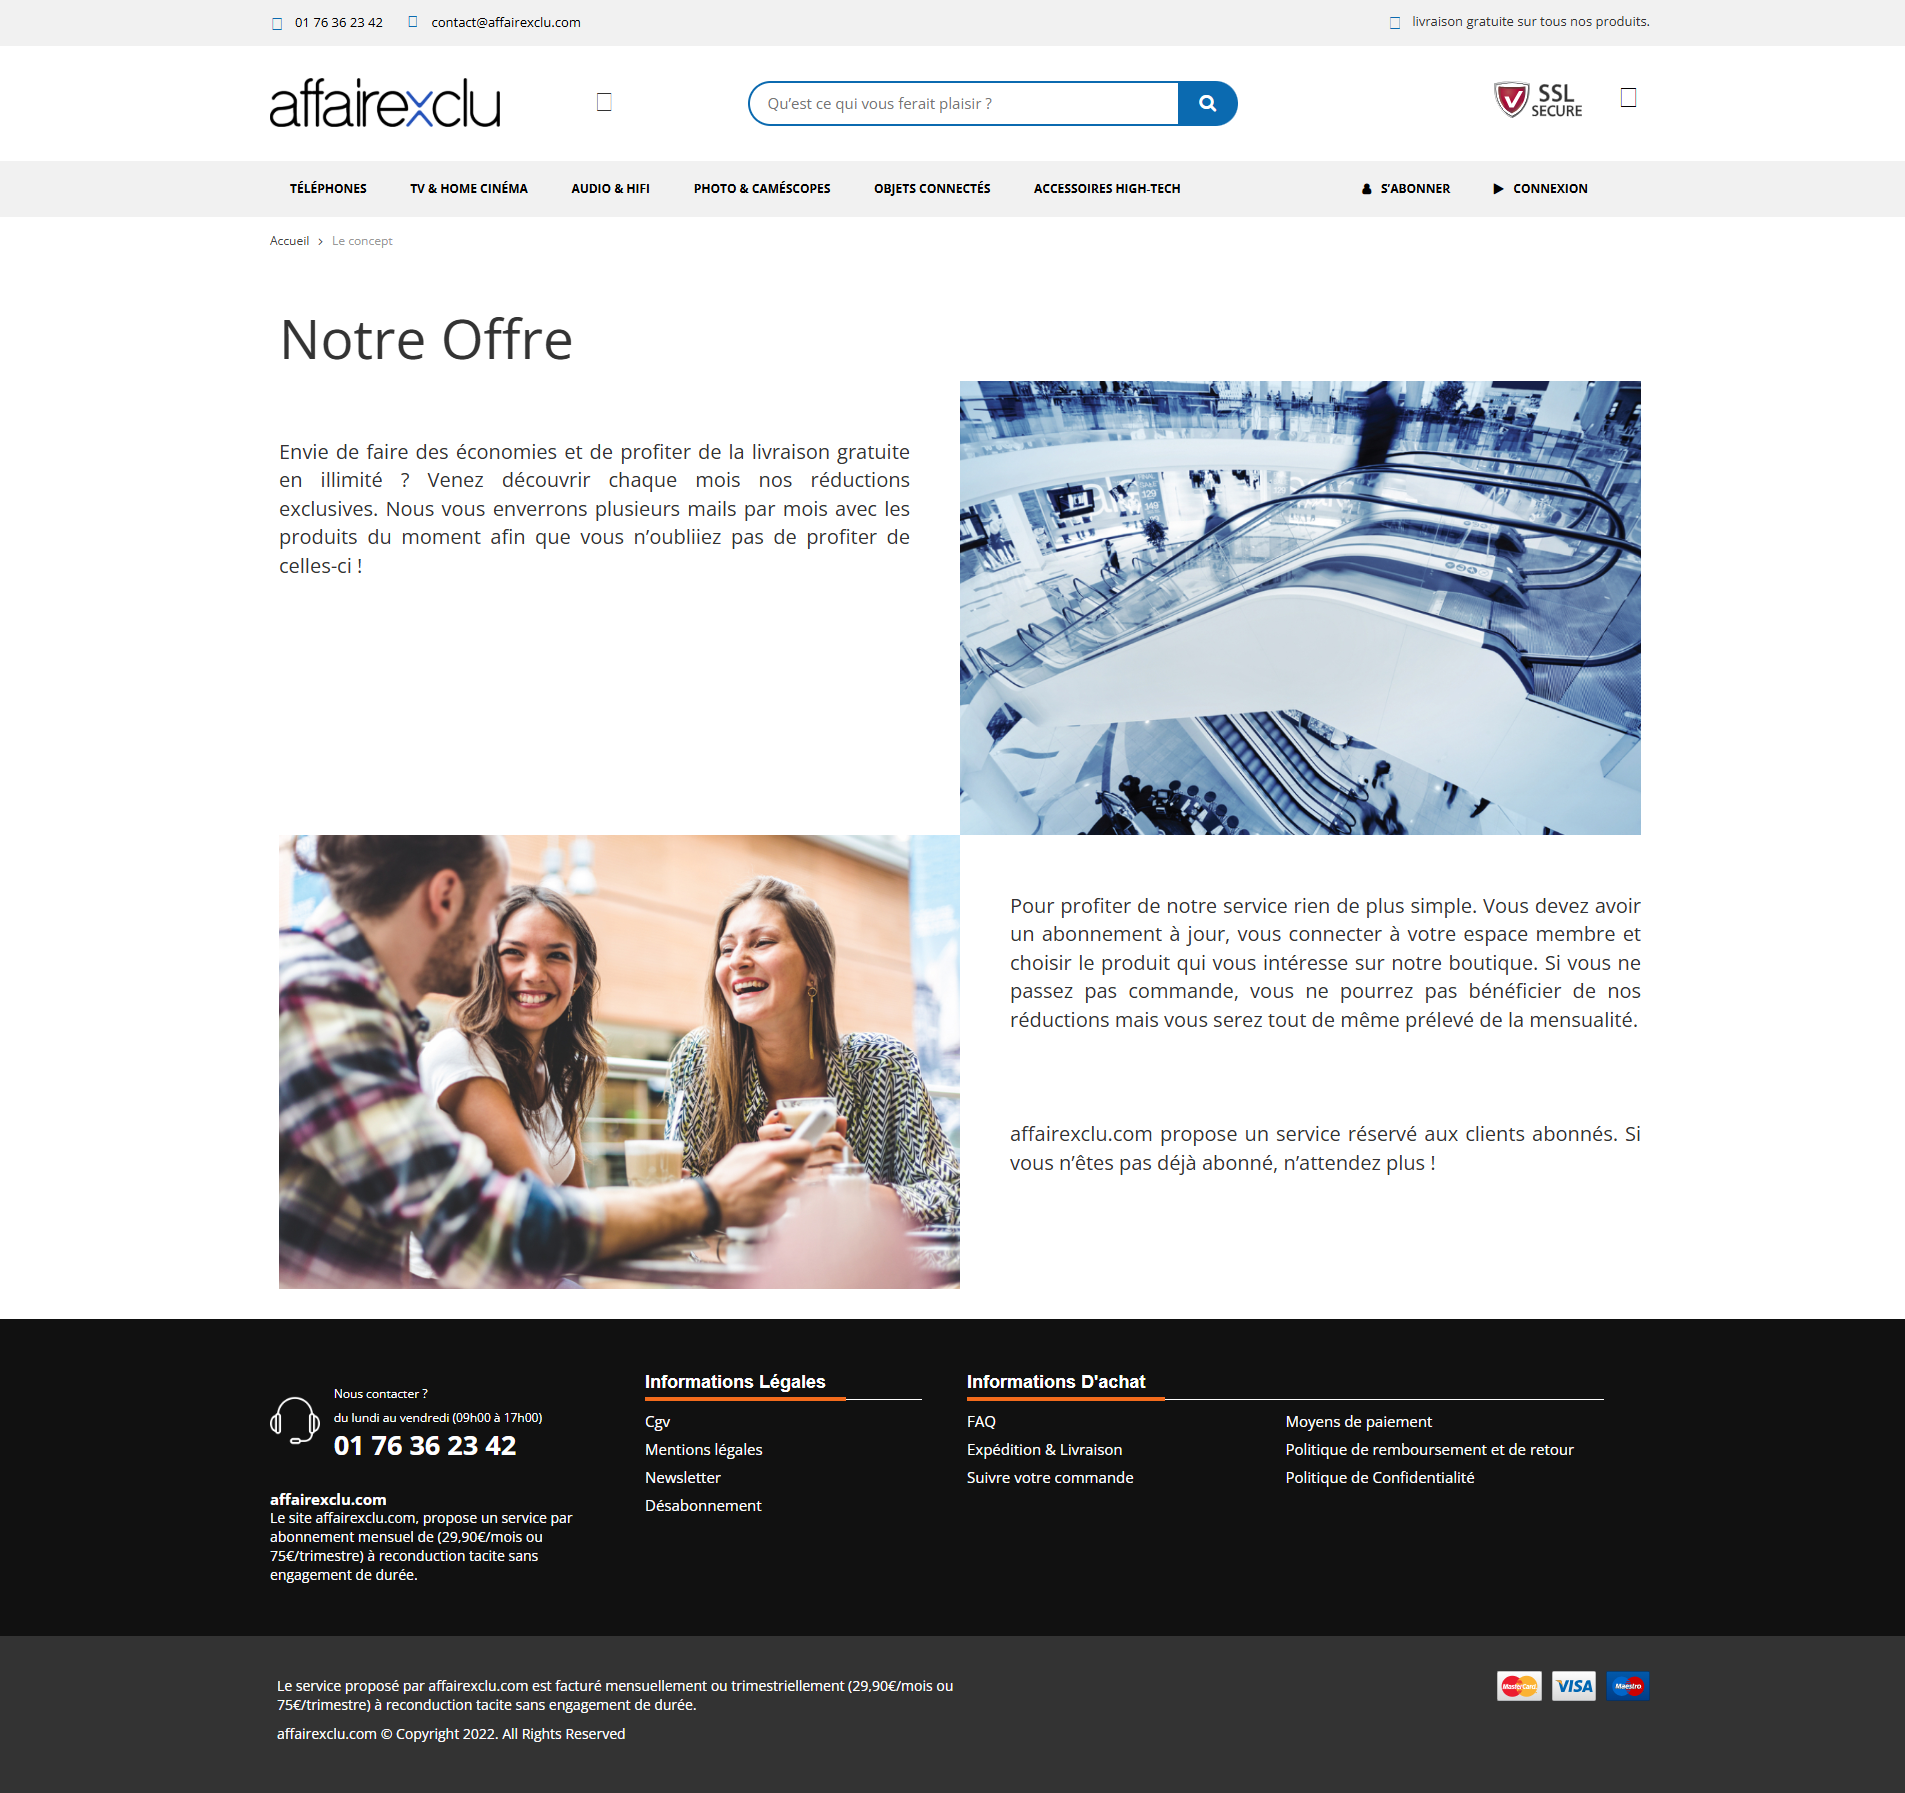 01 76 36 23 42 contact@affairexclu.com livraison gratuite sur tous nos produits.
affairexclu
Qu’est ce qui vous ferait plaisir ?
SSL
SECURE
TÉLÉPHONES TV & HOME CINÉMA AUDIO & HIFI PHOTO & CAMÉSCOPES OBJETS CONNECTÉS ACCESSOIRES HIGH-TECH S’ABONNER CONNEXION
Accueil > Le concept
Notre Offre
Envie de faire des économies et de profiter de la livraison gratuite
en illimité ? Venez découvrir chaque mois nos réductions
exclusives. Nous vous enverrons plusieurs mails par mois avec les
produits du moment afin que vous n’oubliiez pas de profiter de
celles-ci !
129
149
Pour profiter de notre service rien de plus simple. Vous devez avoir
un abonnement à jour, vous connecter à votre espace membre et
choisir le produit qui vous intéresse sur notre boutique. Si vous ne
passez pas commande, vous ne pourrez pas bénéficier de nos
réductions mais vous serez tout de même prélevé de la mensualité.
affairexclu.com propose un service réservé aux clients abonnés. Si
vous n’êtes pas déjà abonné, n’attendez plus !
Nous contacter ?
du lundi au vendredi (09h00 à 17h00)
01 76 36 23 42
affairexclu.com
Le site affairexclu.com, propose un service par
abonnement mensuel de (29,90€/mois ou
75€/trimestre) à reconduction tacite sans
engagement de durée.
Informations Légales
Cgv
Mentions légales
Newsletter
Désabonnement
Informations D'achat
FAQ
Expédition & Livraison
Suivre votre commande
Moyens de paiement
Politique de remboursement et de retour
Politique de Confidentialité
Le service proposé par affairexclu.com est facturé mensuellement ou trimestriellement (29,90€/mois ou
75€/trimestre) à reconduction tacite sans engagement de durée.
affairexclu.com © Copyright 2022. All Rights Reserved
MasterCard VISA Maestro